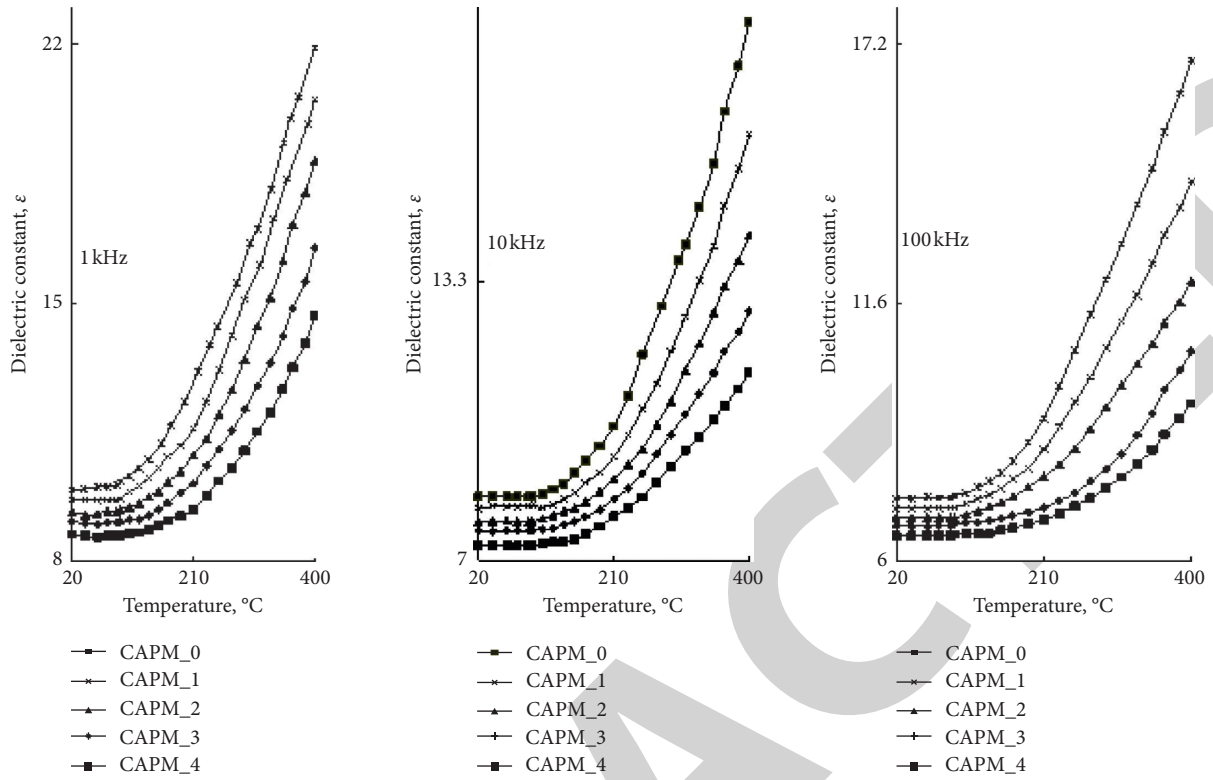 22
15
8
Dielectric constant, ε
1 kHz
20
210
400
Temperature, °C
CAPM_0
CAPM_1
CAPM_2
CAPM_3
CAPM_4
13.3
7
Dielectric constant, ε
10 kHz
20
210
400
Temperature, °C
CAPM_0
CAPM_1
CAPM_2
CAPM_3
CAPM_4
17.2
11.6
6
Dielectric constant, ε
100 kHz
20
210
400
Temperature, °C
CAPM_0
CAPM_1
CAPM_2
CAPM_3
CAPM_4